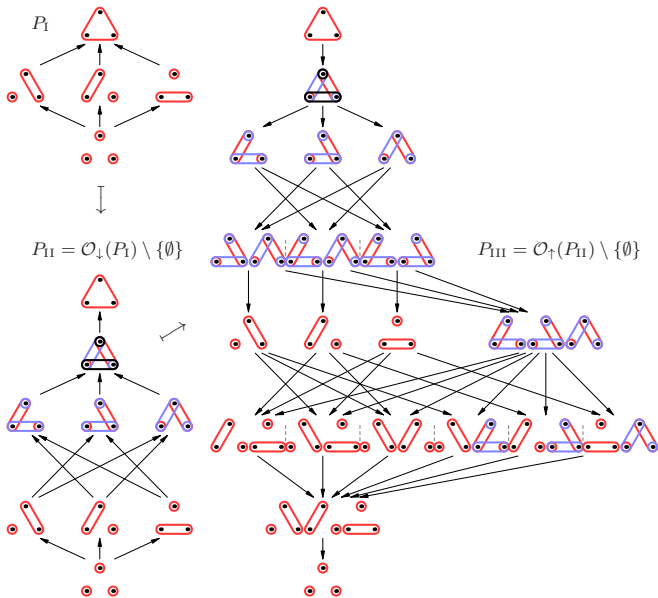 P_I
P_II = O_↓(P_I) \ {∅}
P_III = O_↑(P_II) \ {∅}